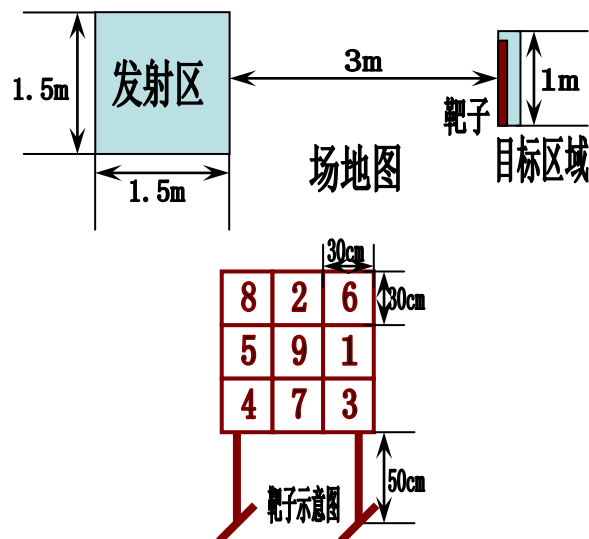 1.5m
发射区
3m
1m
靶子
目标区域
1.5m
场地图
30cm
8 2 6
30cm
5 9 1
4 7 3
50cm
靶子示意图